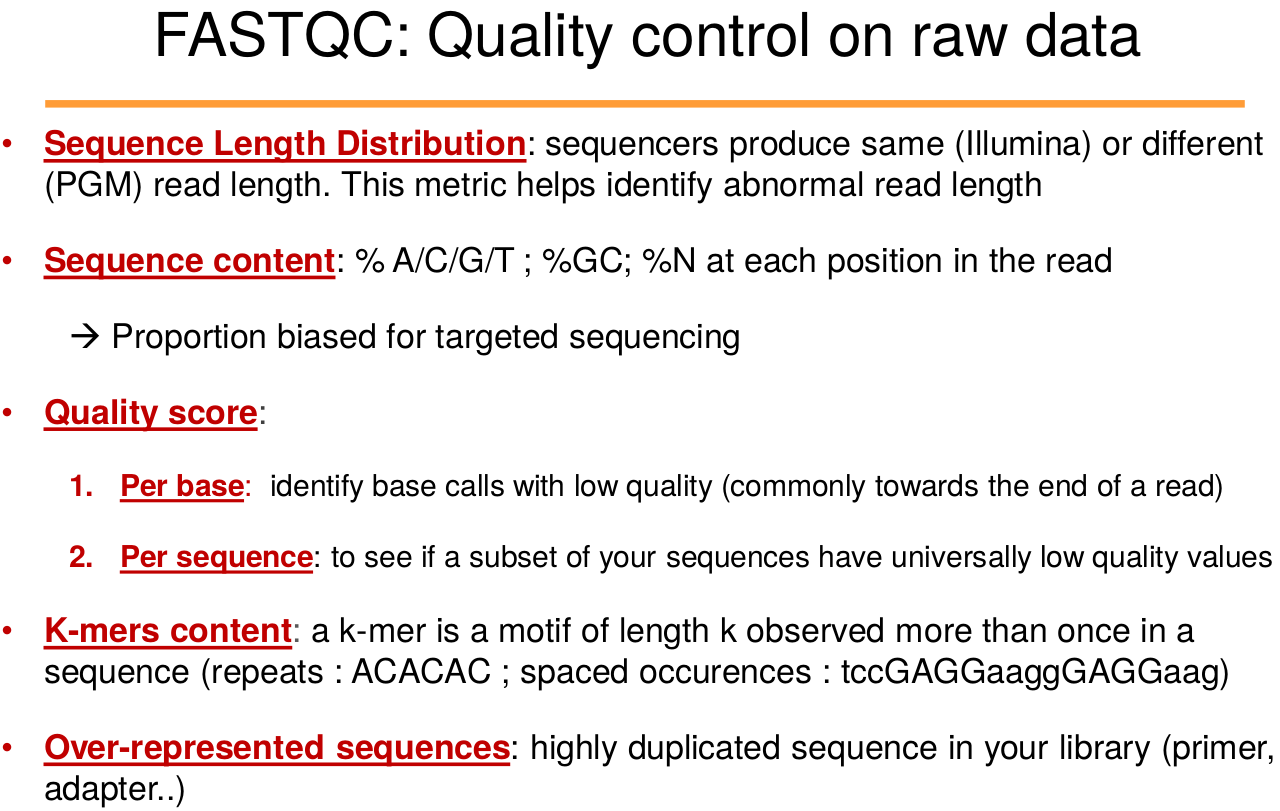 FASTQC: Quality control on raw data
• Sequence Length Distribution: sequencers produce same (Illumina) or different
(PGM) read length. This metric helps identify abnormal read length
• Sequence content: % A/C/G/T ; %GC; %N at each position in the read
→ Proportion biased for targeted sequencing
• Quality score:
1. Per base: identify base calls with low quality (commonly towards the end of a read)
2. Per sequence: to see if a subset of your sequences have universally low quality values
• K-mers content: a k-mer is a motif of length k observed more than once in a
sequence (repeats : ACACAC ; spaced occurences : tccGAGGaaggGAGGaag)
• Over-represented sequences: highly duplicated sequence in your library (primer,
adapter..)